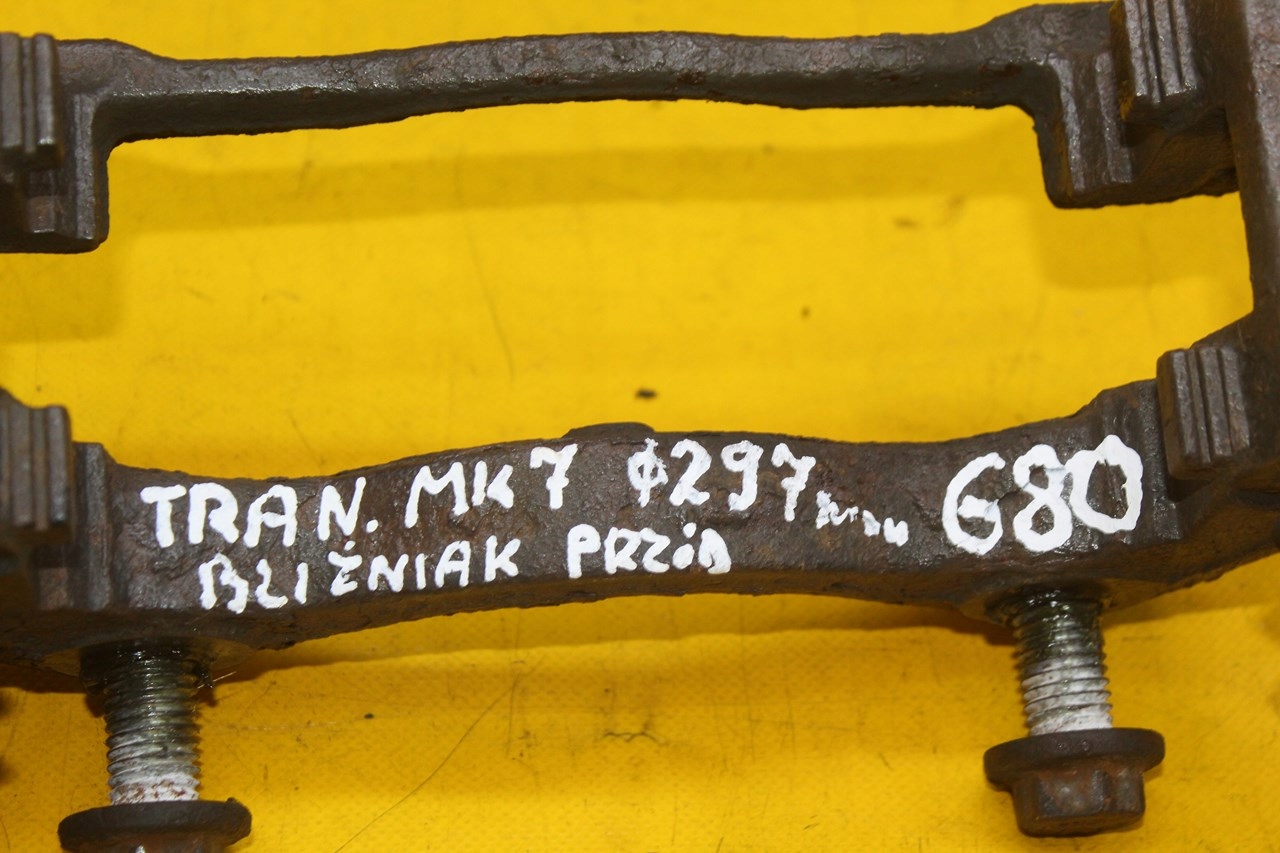 TRAN. MK7 ϕ297mm G80
BLIŹNIAK PRZÓD